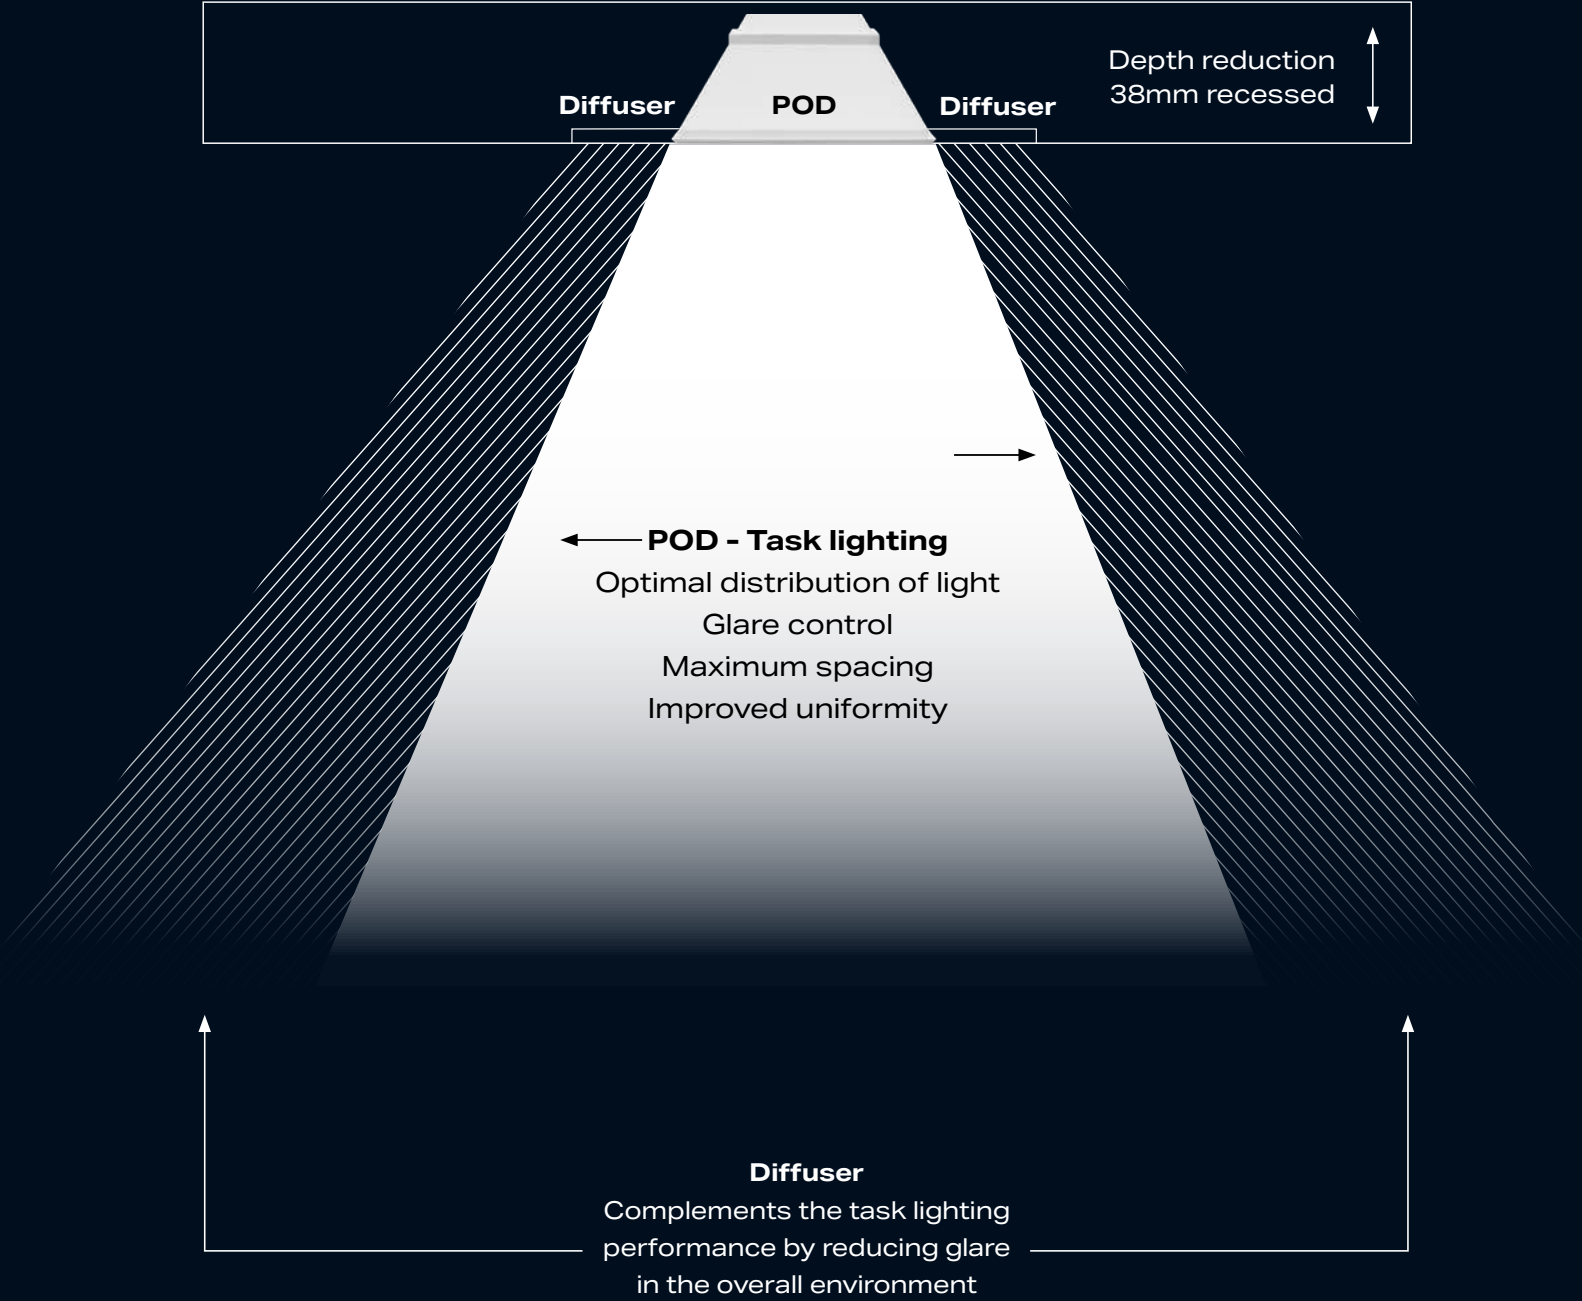 Depth reduction
38mm recessed
Diffuser
POD
Diffuser
POD - Task lighting
Optimal distribution of light
Glare control
Maximum spacing
Improved uniformity
Diffuser
Complements the task lighting
performance by reducing glare
in the overall environment